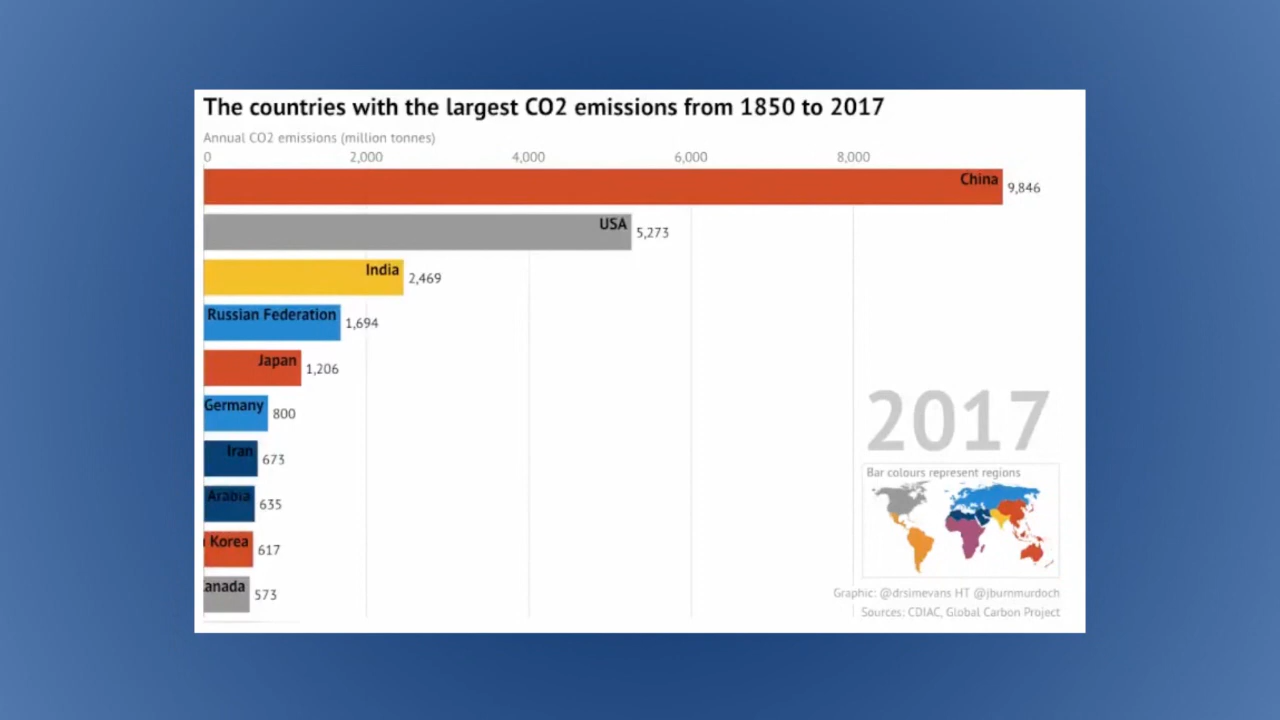 The countries with the largest CO2 emissions from 1850 to 2017
Annual CO2 emissions (million tonnes)
0 2,000 4,000 6,000 8,000
China 9,846
USA 5,273
India 2,469
Russian Federation 1,694
Japan 1,206
Germany 800
Iran 673
Arabia 635
Korea 617
anada 573
2017
Bar colours represent regions
Graphic: @drsimevans HT @jburnmurdoch
Sources: CDIAC, Global Carbon Project